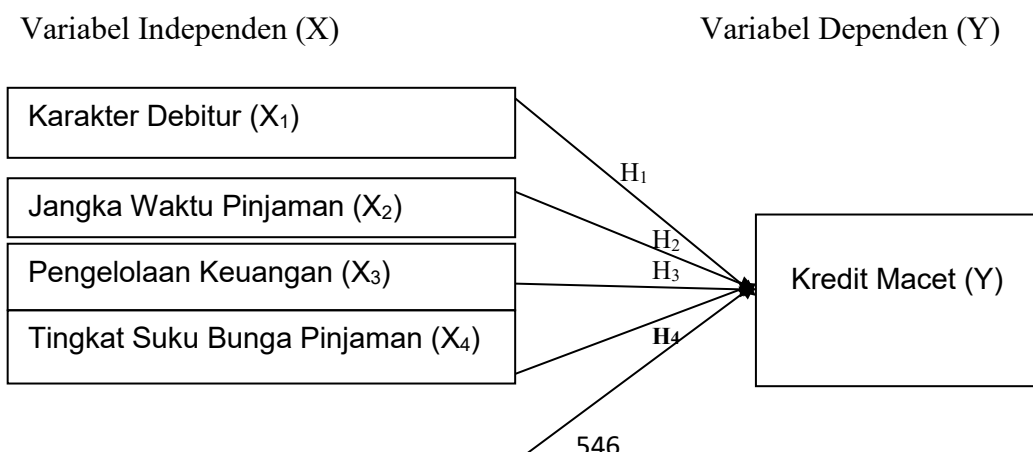 Variabel Independen (X) Variabel Dependen (Y)
Karakter Debitur (X₁)
H₁
Jangka Waktu Pinjaman (X₂)
H₂
Pengelolaan Keuangan (X₃)
H₃
Kredit Macet (Y)
Tingkat Suku Bunga Pinjaman (X₄)
H₄
546